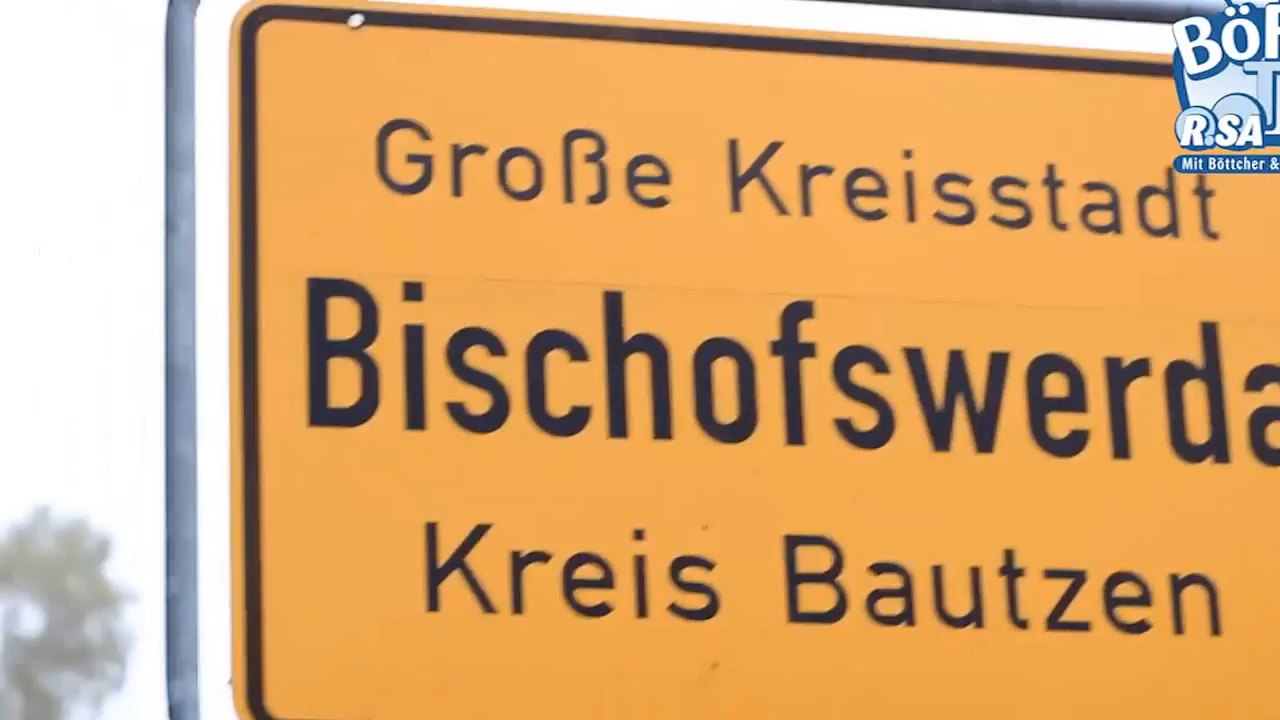 Große Kreisstadt
Bischofswerda
Kreis Bautzen
R.SA
Mit Böttcher &